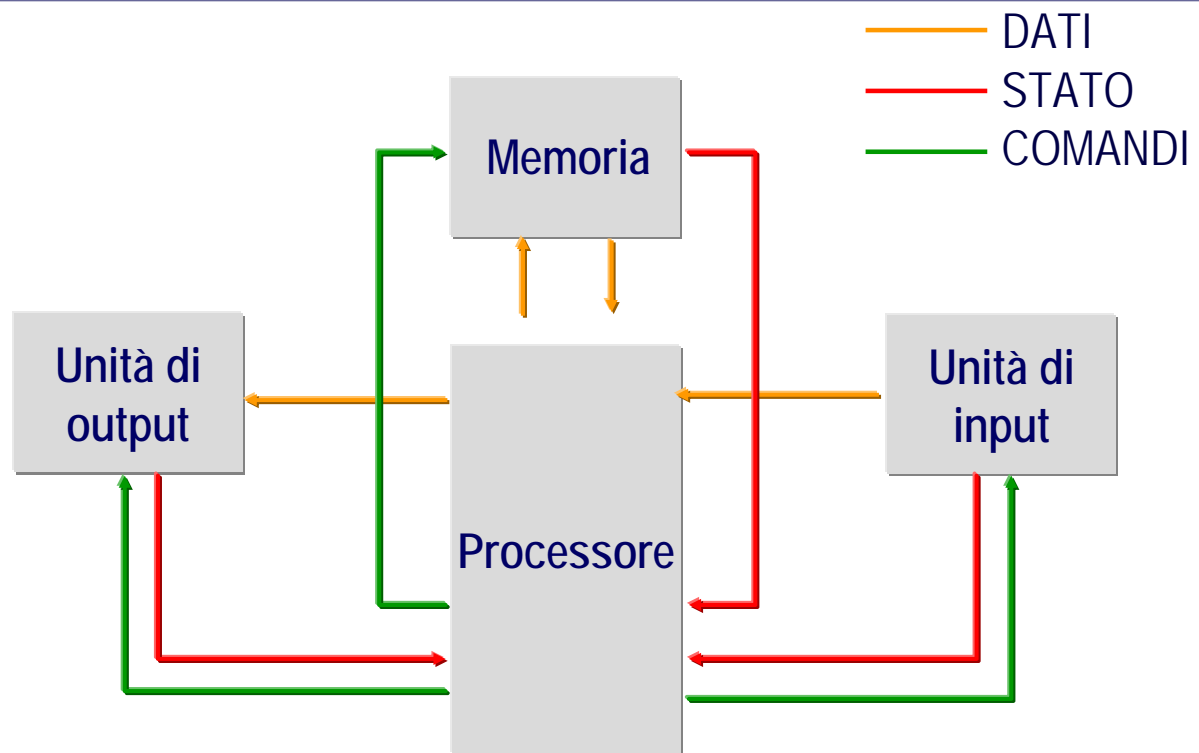 DATI
STATO
COMANDI
Memoria
Unità di
output
Unità di
input
Processore